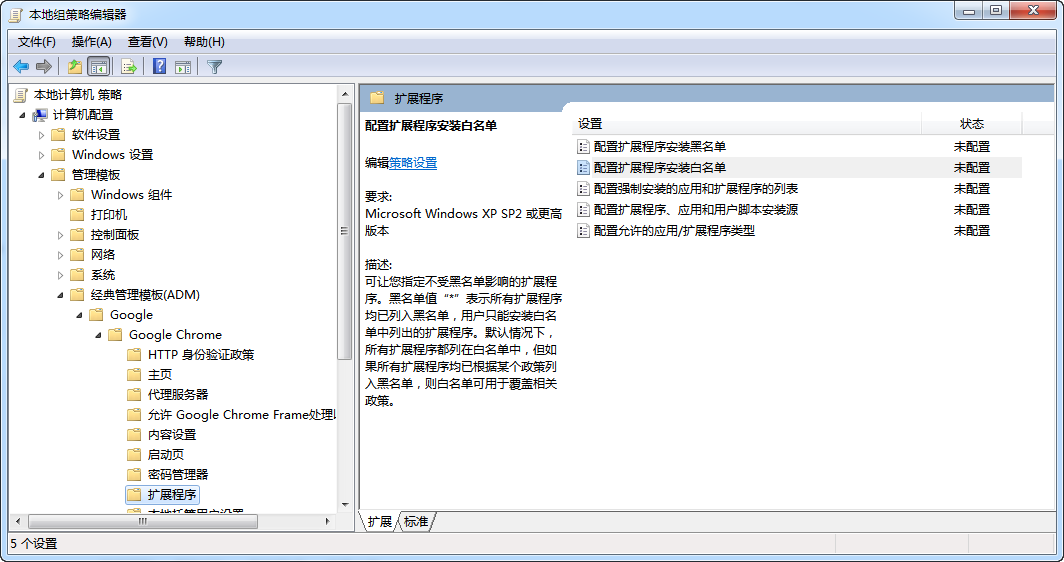 本地组策略编辑器
文件(F) 操作(A) 查看(V) 帮助(H)
本地计算机 策略
计算机配置
软件设置
Windows 设置
管理模板
Windows 组件
打印机
控制面板
网络
系统
经典管理模板(ADM)
Google
Google Chrome
HTTP 身份验证政策
主页
代理服务器
允许 Google Chrome Frame处理
内容设置
启动页
密码管理器
扩展程序
本地托管用户设置
扩展程序
配置扩展程序安装白名单
编辑策略设置
要求:
Microsoft Windows XP SP2 或更高
版本
描述:
可让您指定不受黑名单影响的扩展程
序。黑名单值“*”表示所有扩展程序
均已列入黑名单，用户只能安装白名
单中列出的扩展程序。默认情况下，
所有扩展程序都列在白名单中，但如
果所有扩展程序均已根据某个政策列
入黑名单，则白名单可用于覆盖相关
政策。
设置 状态
配置扩展程序安装黑名单 未配置
配置扩展程序安装白名单 未配置
配置强制安装的应用和扩展程序的列表 未配置
配置扩展程序、应用和用户脚本安装源 未配置
配置允许的应用/扩展程序类型 未配置
扩展 标准
5 个设置